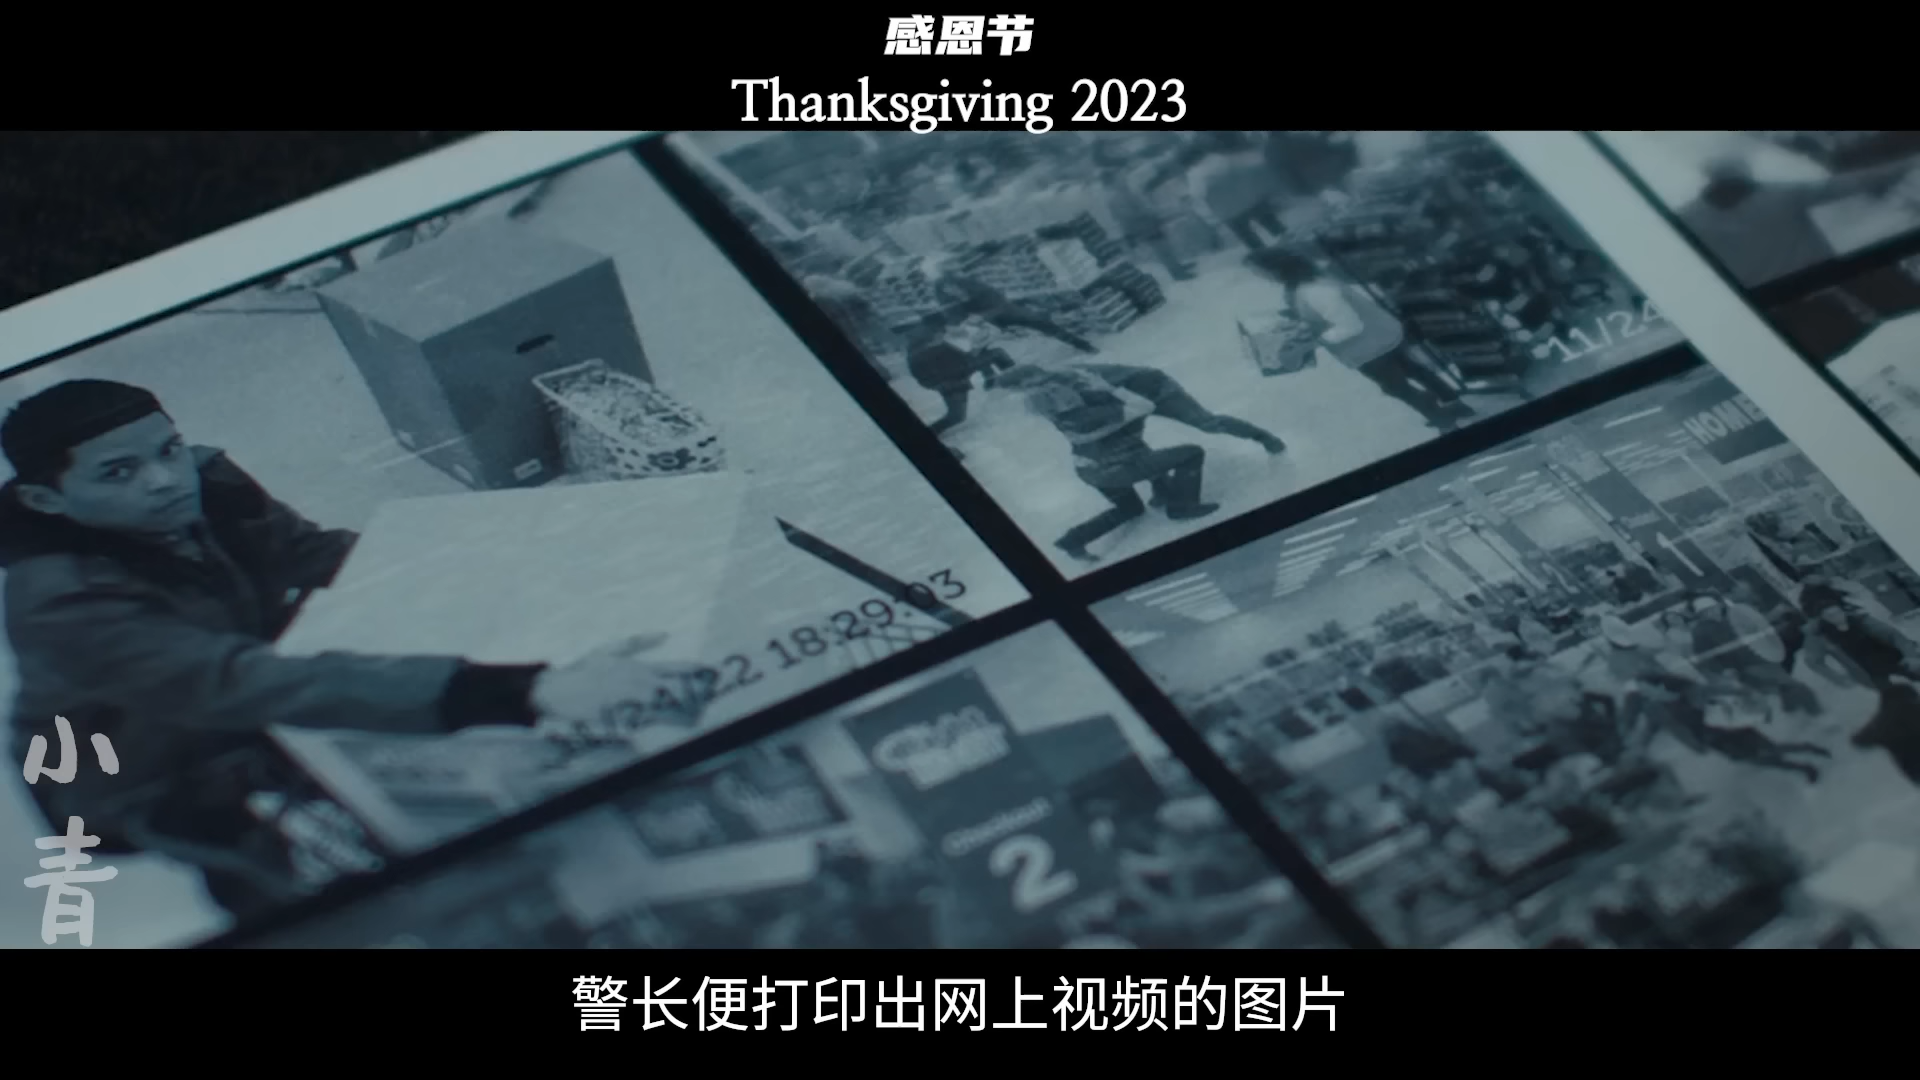 感恩节
Thanksgiving 2023
11/24
11/24/22 18:29:03
HOME
2
小
青
警长便打印出网上视频的图片